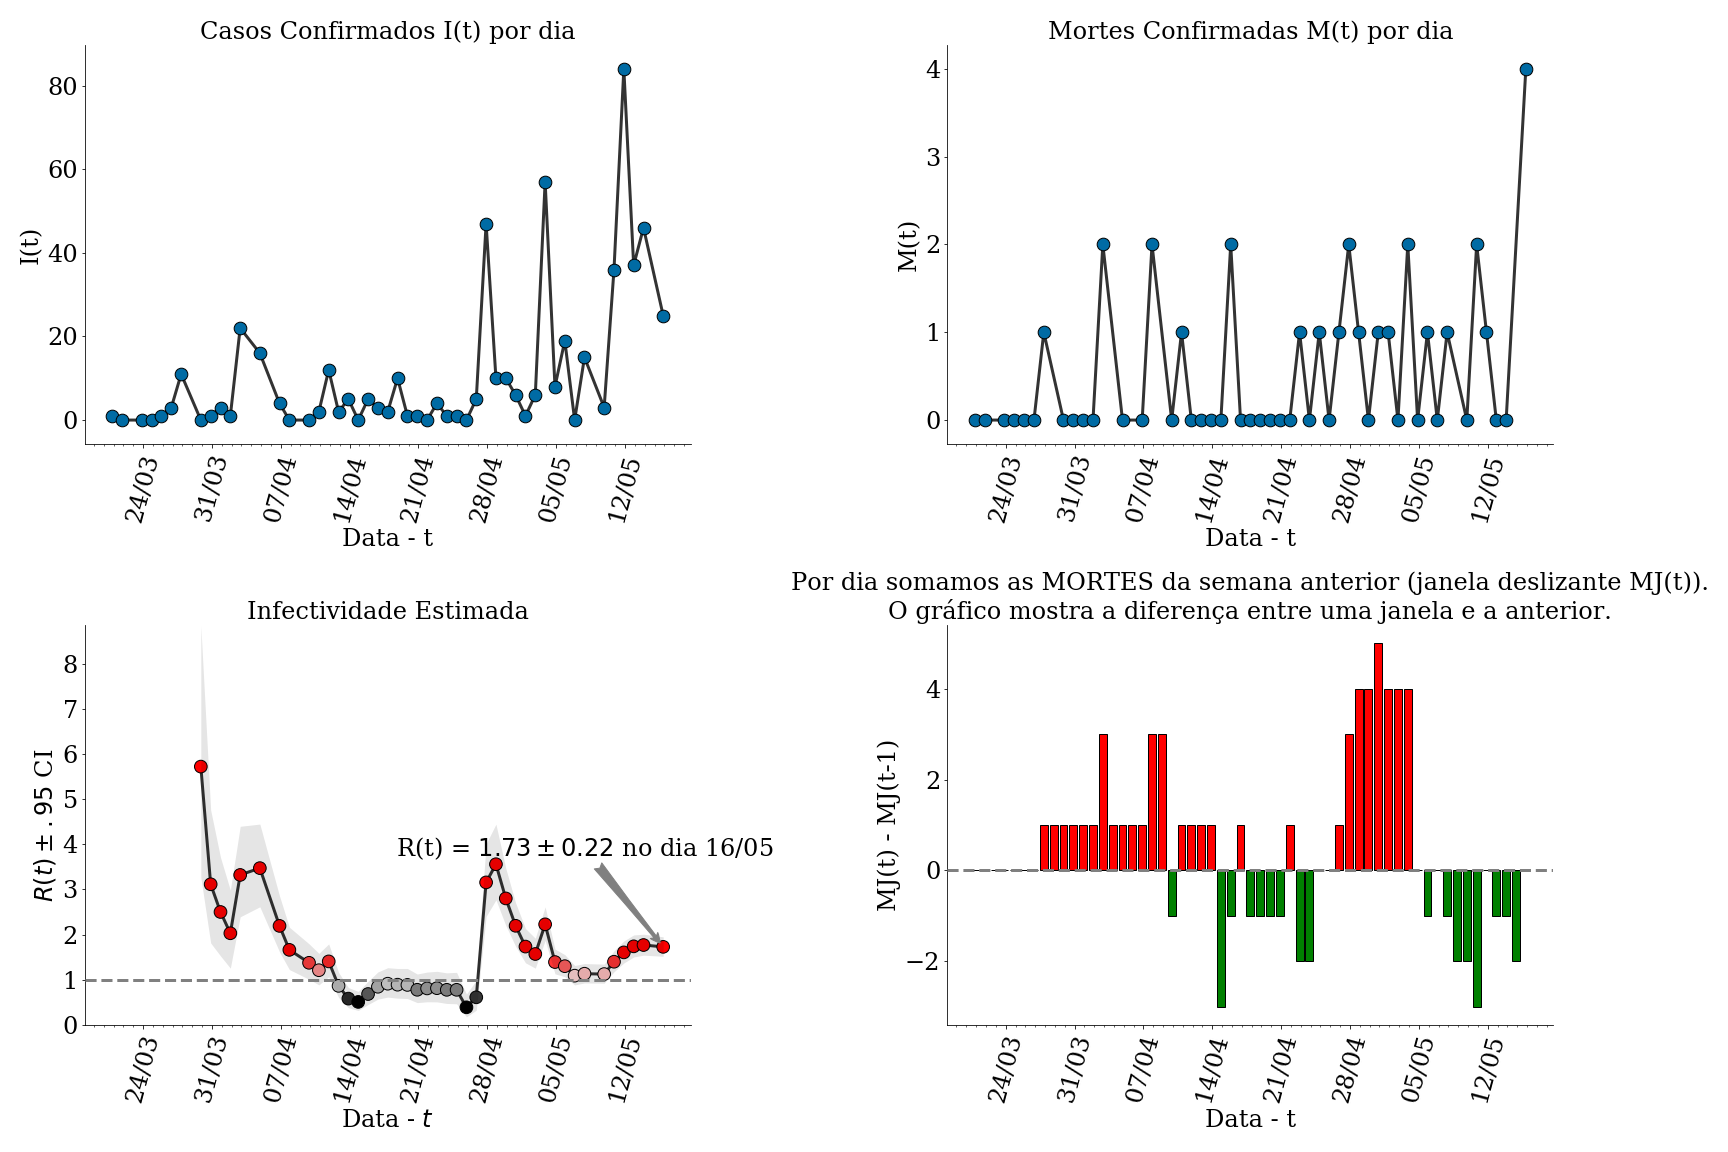 Casos Confirmados I(t) por dia
I(t)
80
60
40
20
0
24/03 31/03 07/04 14/04 21/04 28/04 05/05 12/05
Data - t
Mortes Confirmadas M(t) por dia
M(t)
4
3
2
1
0
24/03 31/03 07/04 14/04 21/04 28/04 05/05 12/05
Data - t
Infectividade Estimada
R(t) ± .95 CI
8
7
6
5
4
3
2
1
0
R(t) = 1.73 ± 0.22 no dia 16/05
24/03 31/03 07/04 14/04 21/04 28/04 05/05 12/05
Data - t
Por dia somamos as MORTES da semana anterior (janela deslizante MJ(t)).
O gráfico mostra a diferença entre uma janela e a anterior.
MJ(t) - MJ(t-1)
4
2
0
−2
24/03 31/03 07/04 14/04 21/04 28/04 05/05 12/05
Data - t